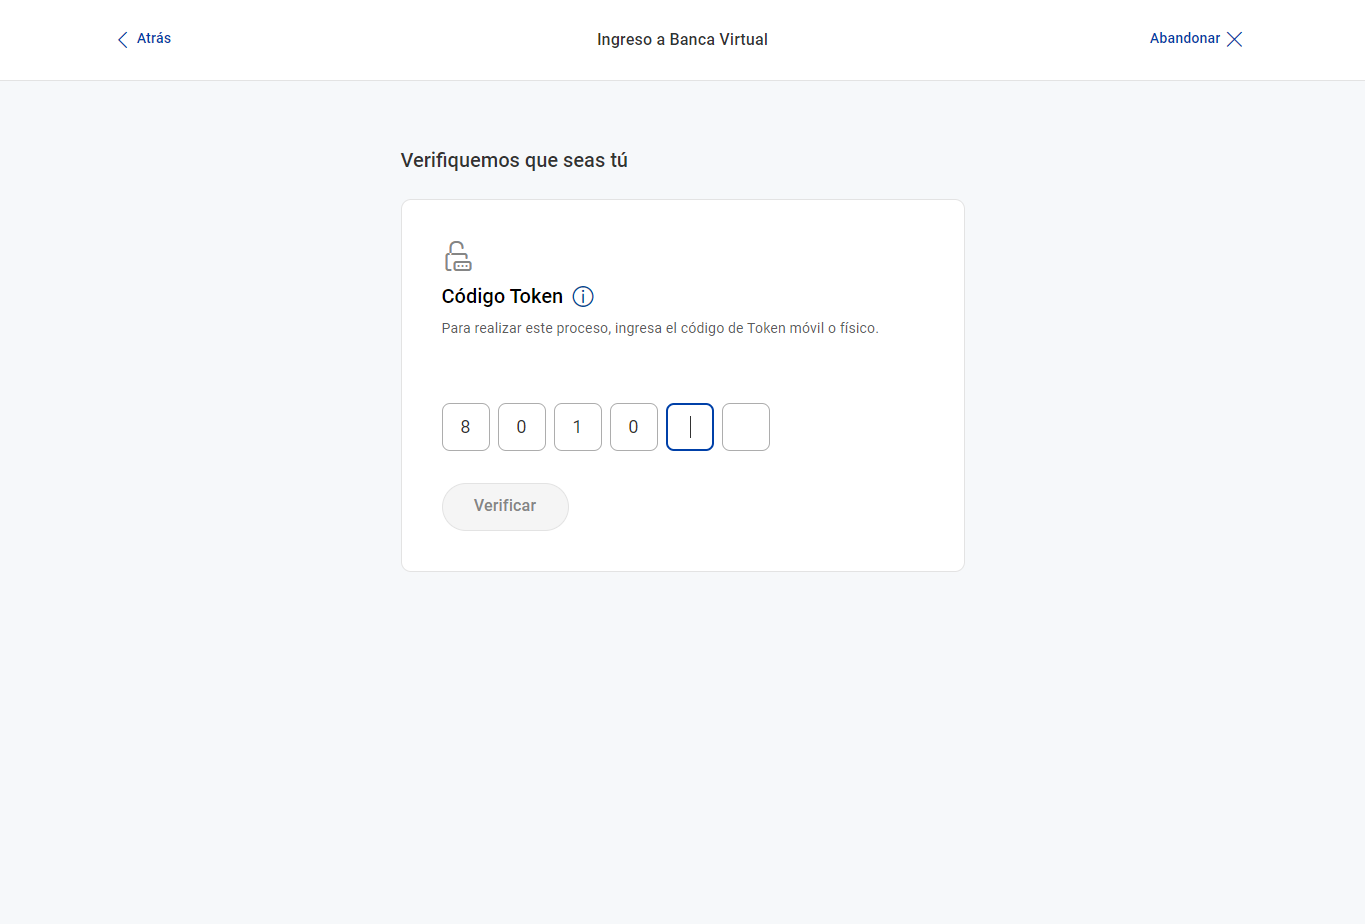 Atrás
Ingreso a Banca Virtual
Abandonar
Verifiquemos que seas tú
Código Token
Para realizar este proceso, ingresa el código de Token móvil o físico.
8 0 1 0
Verificar